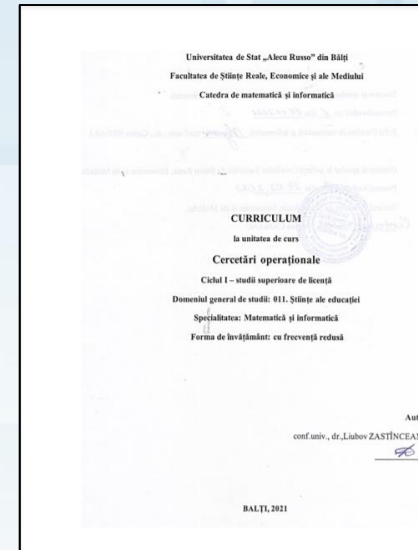 Universitatea de Stat „Alecu Russo” din Bălți
Facultatea de Științe Reale, Economice și ale Mediului
Catedra de matematică și informatică
CURRICULUM
la unitatea de curs
Cercetări operaționale
Ciclul I – studii superioare de licență
Domeniul general de studii: 011. Științe ale educației
Specialitatea: Matematică și informatică
Forma de învățământ: cu frecvență redusă
Aut
conf.univ., dr.,Liubov ZASTÎNCEAN
BALȚI, 2021